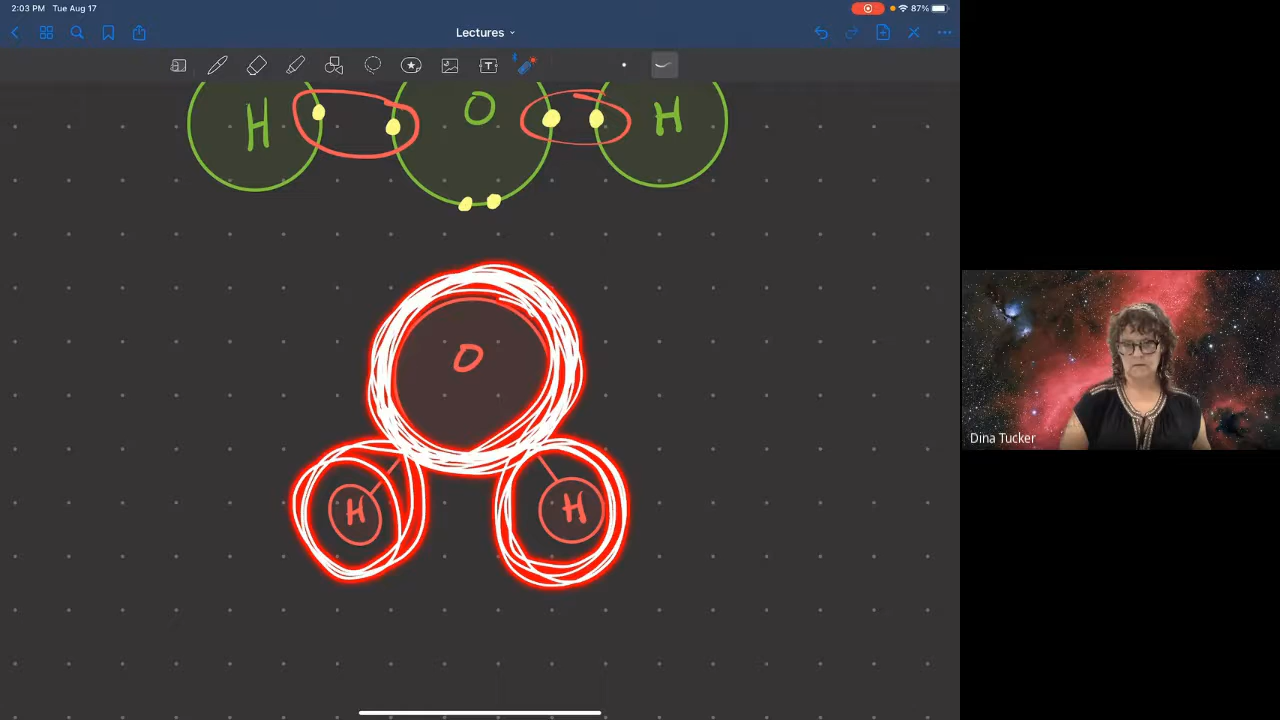 2:03 PM Tue Aug 17
87%
Lectures
T
H O H
O
H H
Dina Tucker